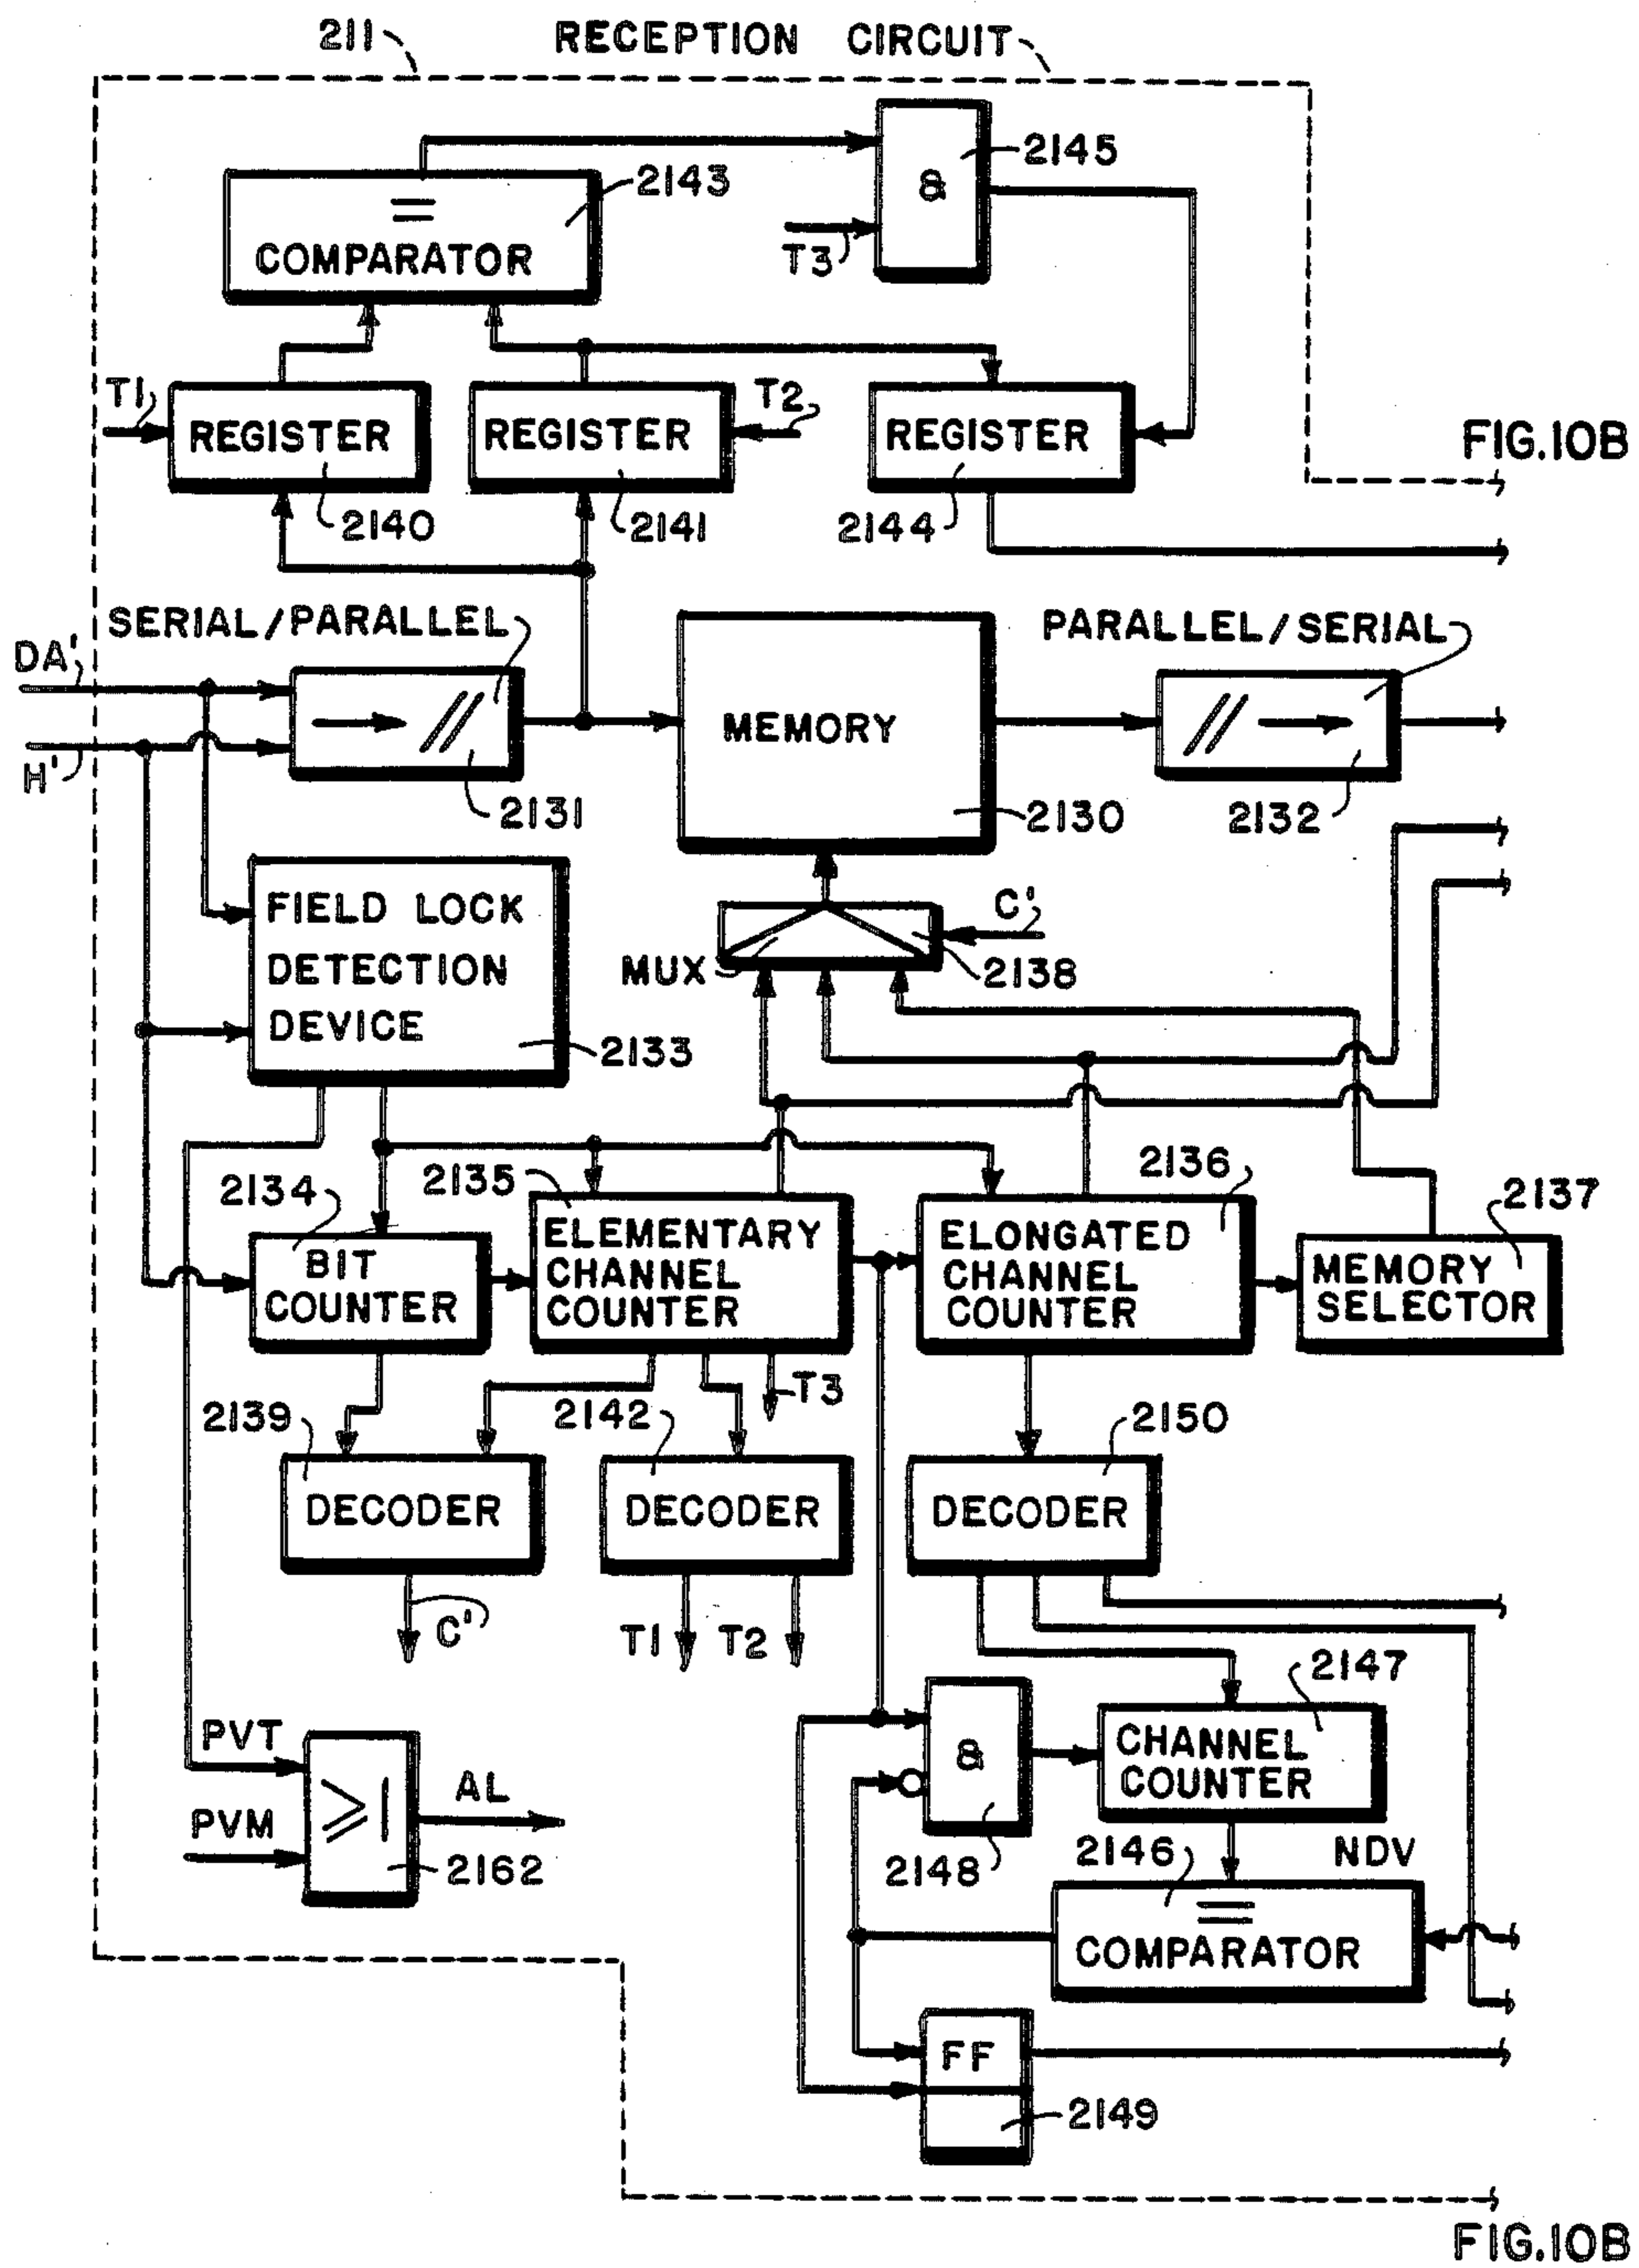 211
RECEPTION CIRCUIT
&
2145
=
COMPARATOR
2143
T3
T1
REGISTER
2140
REGISTER
2141
T2
REGISTER
2144
FIG.10B
SERIAL/PARALLEL
DA'
H'
→ //
2131
MEMORY
2130
PARALLEL/SERIAL
// →
2132
FIELD LOCK
DETECTION
DEVICE
2133
MUX
C'
2138
2134
BIT
COUNTER
2135
ELEMENTARY
CHANNEL
COUNTER
2136
ELONGATED
CHANNEL
COUNTER
2137
MEMORY
SELECTOR
T3
2139
DECODER
C'
2142
DECODER
T1
T2
2150
DECODER
PVT
PVM
≥1
AL
2162
&
2148
2147
CHANNEL
COUNTER
2146
NDV
=
COMPARATOR
FF
2149
FIG.10B